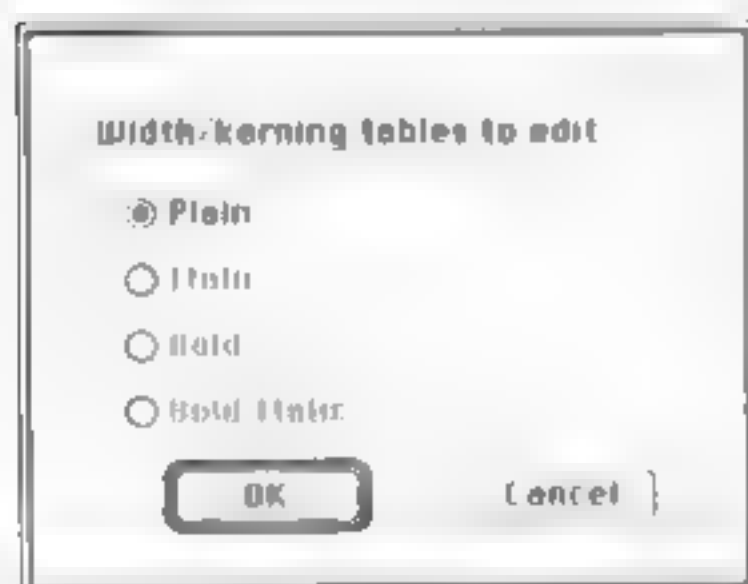 Width/kerning tables to edit
Plain
Italic
Bold
Bold Italic
OK
Cancel